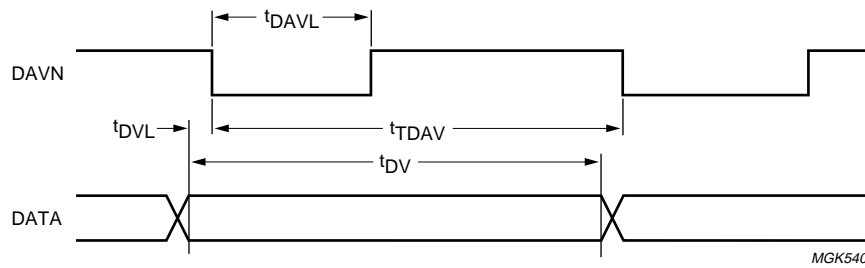 tDAVL
DAVN
tDVL
tTDAV
tDV
DATA
MGK540